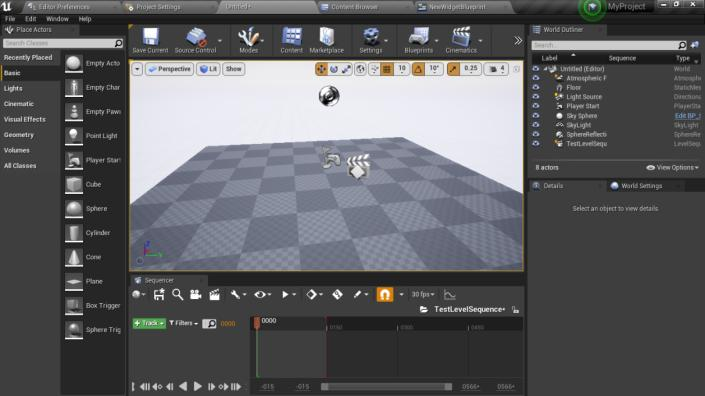 Editor Preferences
Project Settings
Untitled•
Content Browser
NewWidgetBlueprint
MyProject
File Edit Window Help
Place Actors
Search Classes
Recently Placed
Basic
Lights
Cinematic
Visual Effects
Geometry
Volumes
All Classes
Empty Acto
Empty Char
Empty Pawn
Point Light
Player Start
Cube
Sphere
Cylinder
Cone
Plane
Box Trigger
Sphere Trig
Save Current
Source Control
Modes
Content
Marketplace
Settings
Blueprints
Cinematics
Perspective
Lit
Show
10
10°
0.25
4
Z
Y
Sequencer
30 fps
TestLevelSequence•
+ Track
Filters
0000
0000
0150
0300
0450
-015
-015
0566+
0566+
World Outliner
Search...
Label Sequence Type
Untitled (Editor) World
Atmospheric F Atmosphe
Floor StaticMes
Light Source Directiona
Player Start PlayerSta
Sky Sphere Edit BP_S
SkyLight SkyLight
SphereReflecti SphereRe
TestLevelSequ LevelSequ
8 actors
View Options
Details
World Settings
Select an object to view details